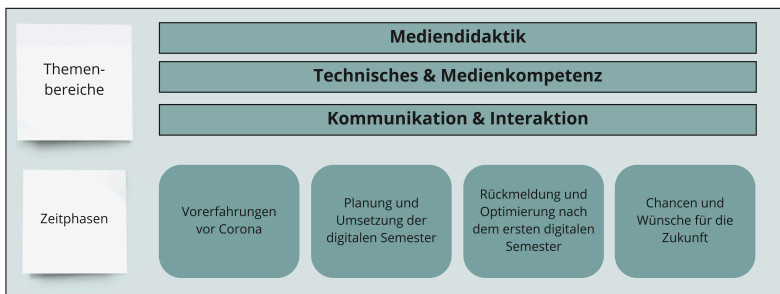 Themen-
bereiche
Mediendidaktik
Technisches & Medienkompetenz
Kommunikation & Interaktion
Zeitphasen
Vorerfahrungen
vor Corona
Planung und
Umsetzung der
digitalen Semester
Rückmeldung und
Optimierung nach
dem ersten digitalen
Semester
Chancen und
Wünsche für die
Zukunft